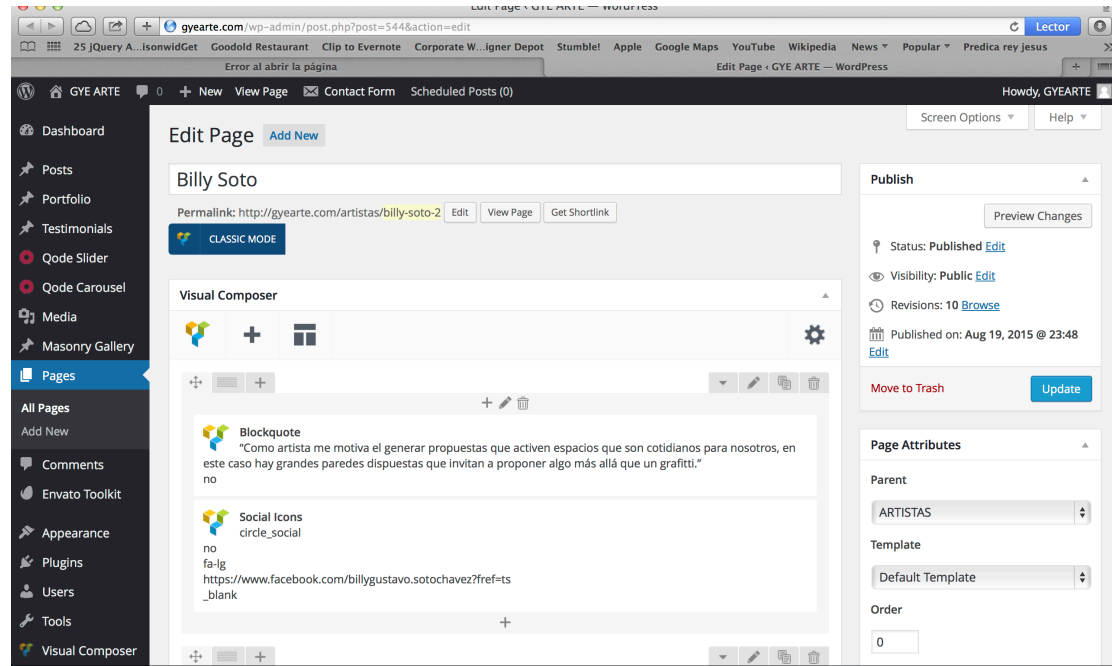 Edit Page ‹ GYE ARTE — WordPress
gyearte.com/wp-admin/post.php?post=544&action=edit
Lector
25 jQuery A...isonwidGet Goodold Restaurant Clip to Evernote Corporate W...igner Depot Stumble! Apple Google Maps YouTube Wikipedia News Popular Predica rey jesus
Error al abrir la página
Edit Page ‹ GYE ARTE — WordPress
GYE ARTE 0 + New View Page Contact Form Scheduled Posts (0)
Howdy, GYEARTE
Screen Options
Help
Dashboard
Posts
Portfolio
Testimonials
Qode Slider
Qode Carousel
Media
Masonry Gallery
Pages
All Pages
Add New
Comments
Envato Toolkit
Appearance
Plugins
Users
Tools
Visual Composer
Edit Page Add New
Billy Soto
Permalink: http://gyearte.com/artistas/billy-soto-2 Edit View Page Get Shortlink
CLASSIC MODE
Visual Composer
Blockquote
“Como artista me motiva el generar propuestas que activen espacios que son cotidianos para nosotros, en
este caso hay grandes paredes dispuestas que invitan a proponer algo más allá que un grafitti.”
no
Social Icons
circle_social
no
fa-lg
https://www.facebook.com/billygustavo.sotochavez?fref=ts
_blank
Publish
Preview Changes
Status: Published Edit
Visibility: Public Edit
Revisions: 10 Browse
Published on: Aug 19, 2015 @ 23:48
Edit
Move to Trash
Update
Page Attributes
Parent
ARTISTAS
Template
Default Template
Order
0